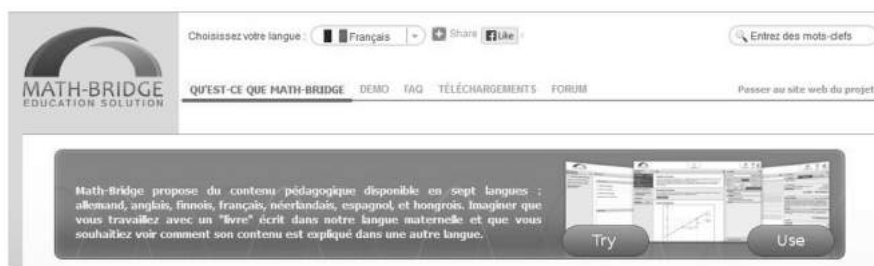 Choisissez votre langue : Français Share Like Entrez des mots-clefs
MATH-BRIDGE
EDUCATION SOLUTION
QU'EST-CE QUE MATH-BRIDGE DEMO FAQ TÉLÉCHARGEMENTS FORUM Passer au site web du projet
Math-Bridge propose du contenu pédagogique disponible en sept langues :
allemand, anglais, finnois, français, néerlandais, espagnol, et hongrois. Imaginer que
vous travaillez avec un "livre" écrit dans notre langue maternelle et que vous
souhaitiez voir comment son contenu est expliqué dans une autre langue.
Try Use